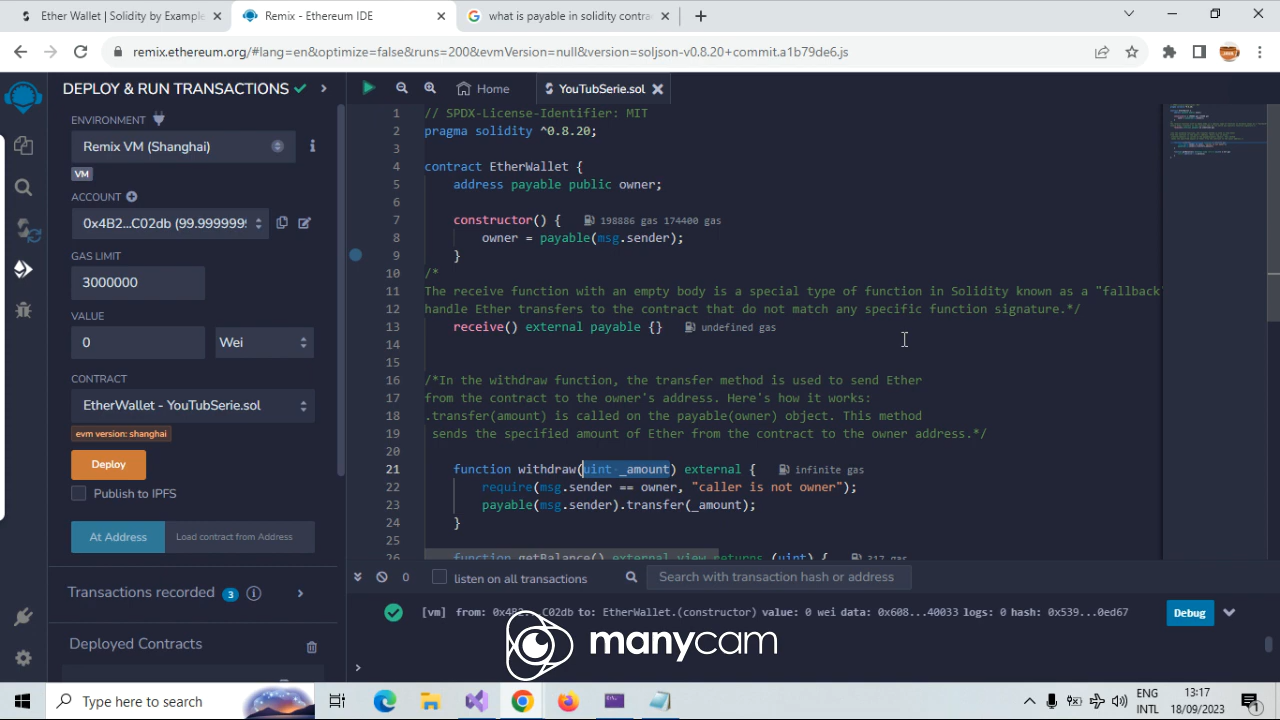 Ether Wallet | Solidity by Example
Remix - Ethereum IDE
what is payable in solidity contra
remix.ethereum.org/#lang=en&optimize=false&runs=200&evmVersion=null&version=soljson-v0.8.20+commit.a1b79de6.js
DEPLOY & RUN TRANSACTIONS
ENVIRONMENT
Remix VM (Shanghai)
VM
ACCOUNT
0x4B2...C02db (99.9999999
GAS LIMIT
3000000
VALUE
0
Wei
CONTRACT
EtherWallet - YouTubSerie.sol
evm version: shanghai
Deploy
Publish to IPFS
At Address
Load contract from Address
Transactions recorded 3 i
Deployed Contracts
Home
YouTubSerie.sol
1 // SPDX-License-Identifier: MIT
2 pragma solidity ^0.8.20;
3
4 contract EtherWallet {
5 address payable public owner;
6
7 constructor() { 198886 gas 174400 gas
8 owner = payable(msg.sender);
9 }
10 /*
11 The receive function with an empty body is a special type of function in Solidity known as a "fallback"
12 handle Ether transfers to the contract that do not match any specific function signature.*/
13 receive() external payable {} undefined gas
14
15
16 /*In the withdraw function, the transfer method is used to send Ether
17 from the contract to the owner's address. Here's how it works:
18 .transfer(amount) is called on the payable(owner) object. This method
19 sends the specified amount of Ether from the contract to the owner address.*/
20
21 function withdraw(uint _amount) external { infinite gas
22 require(msg.sender == owner, "caller is not owner");
23 payable(msg.sender).transfer(_amount);
24 }
25
26 function getBalance() external view returns (uint) { 317 gas
0
listen on all transactions
Search with transaction hash or address
[vm] from: 0x4B2...C02db to: EtherWallet.(constructor) value: 0 wei data: 0x608...40033 logs: 0 hash: 0x539...0ed67
Debug
manycam
>
Type here to search
ENG
INTL
13:17
18/09/2023
1